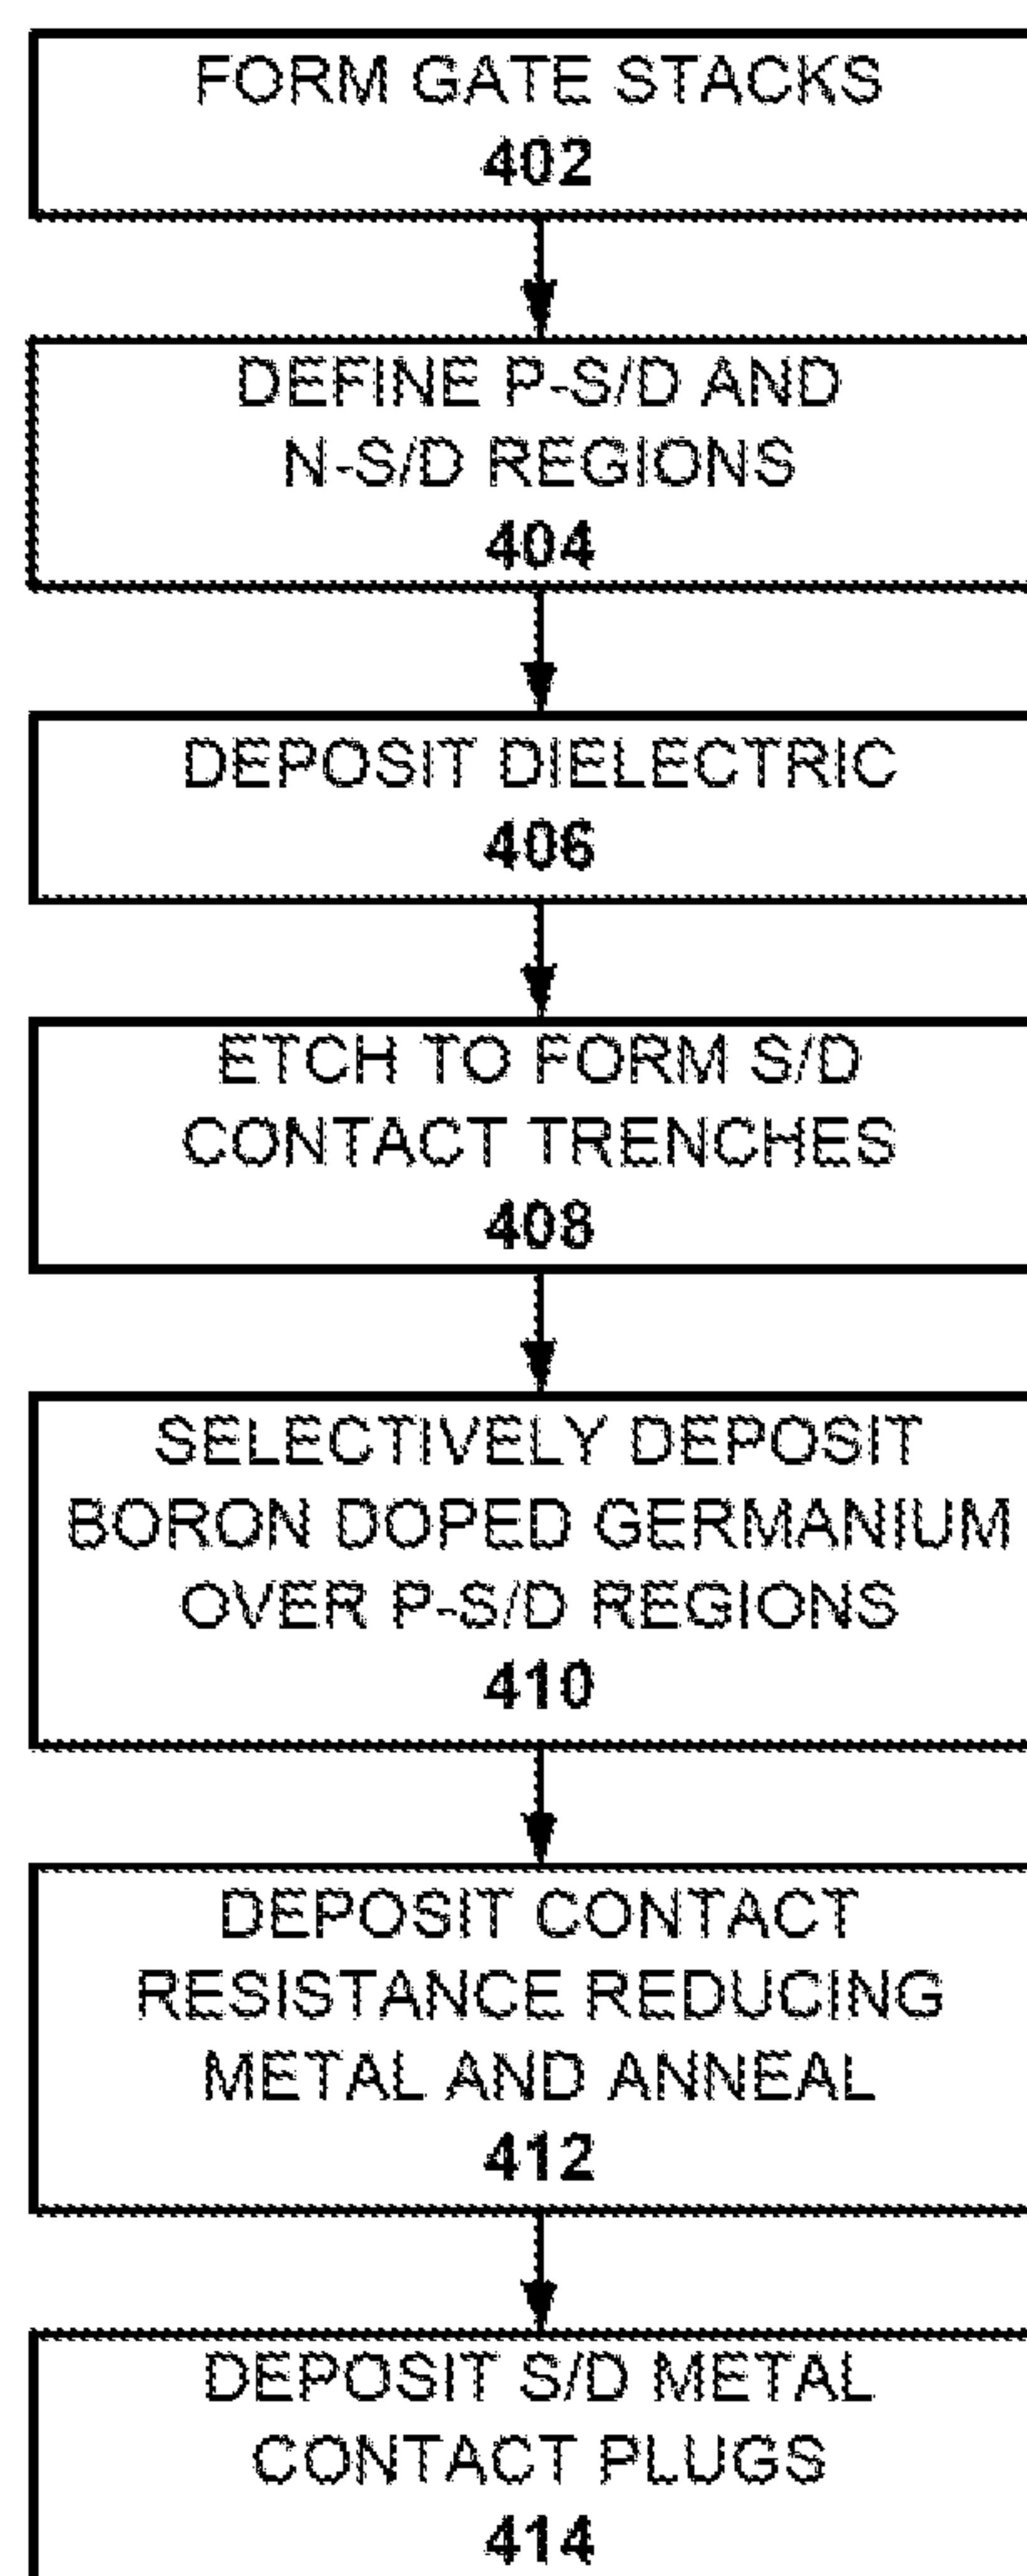 FORM GATE STACKS
402
DEFINE P-S/D AND
N-S/D REGIONS
404
DEPOSIT DIELECTRIC
406
ETCH TO FORM S/D
CONTACT TRENCHES
408
SELECTIVELY DEPOSIT
BORON DOPED GERMANIUM
OVER P-S/D REGIONS
410
DEPOSIT CONTACT
RESISTANCE REDUCING
METAL AND ANNEAL
412
DEPOSIT S/D METAL
CONTACT PLUGS
414